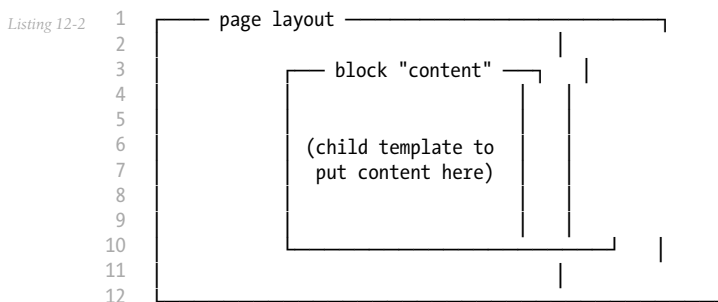 Listing 12-2
1 page layout
2
3 block "content"
4
5
6 (child template to
7 put content here)
8
9
10
11
12